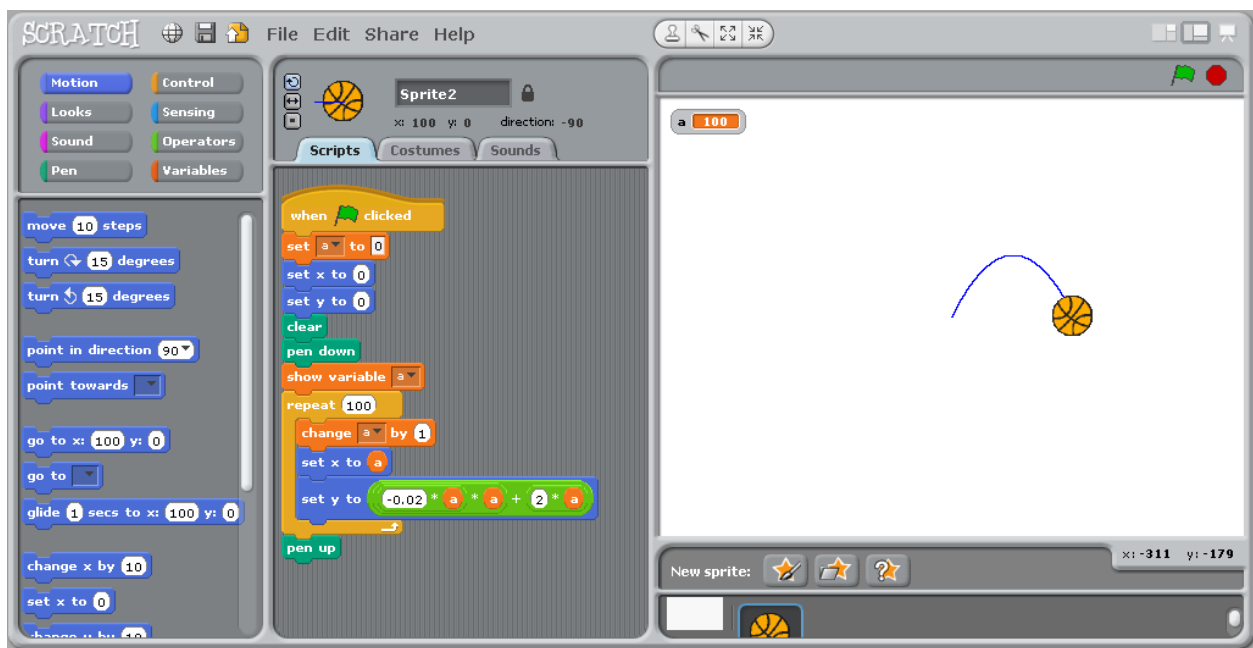 SCRATCH File Edit Share Help
Motion Control
Looks Sensing
Sound Operators
Pen Variables
move 10 steps
turn 15 degrees
turn 15 degrees
point in direction 90
point towards
go to x: 100 y: 0
go to
glide 1 secs to x: 100 y: 0
change x by 10
set x to 0
change y by 10
Sprite2
x: 100 y: 0 direction: -90
Scripts Costumes Sounds
when clicked
set a to 0
set x to 0
set y to 0
clear
pen down
show variable a
repeat 100
change a by 1
set x to a
set y to -0.02 * a * a + 2 * a
pen up
a 100
x: -311 y: -179
New sprite: